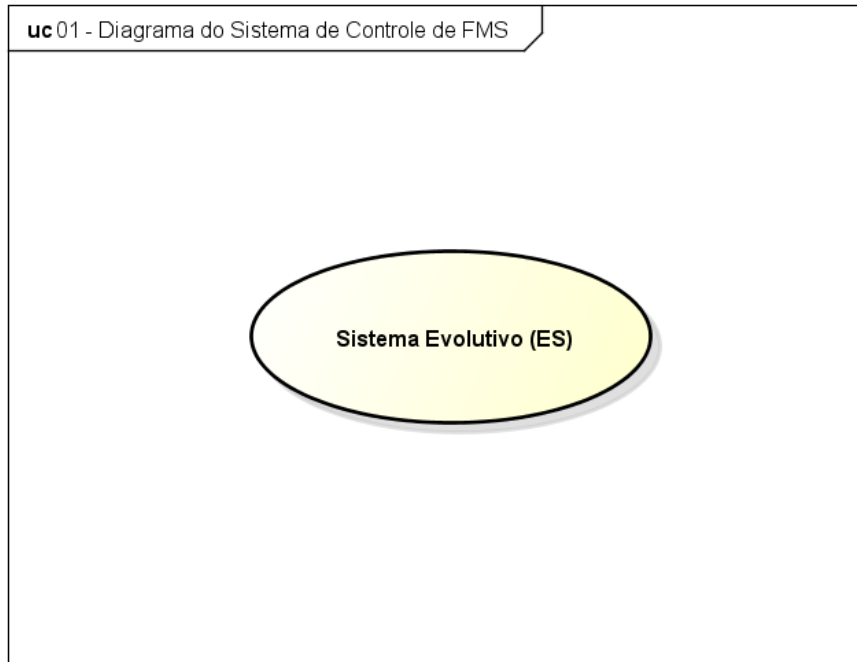 uc 01 - Diagrama do Sistema de Controle de FMS
Sistema Evolutivo (ES)